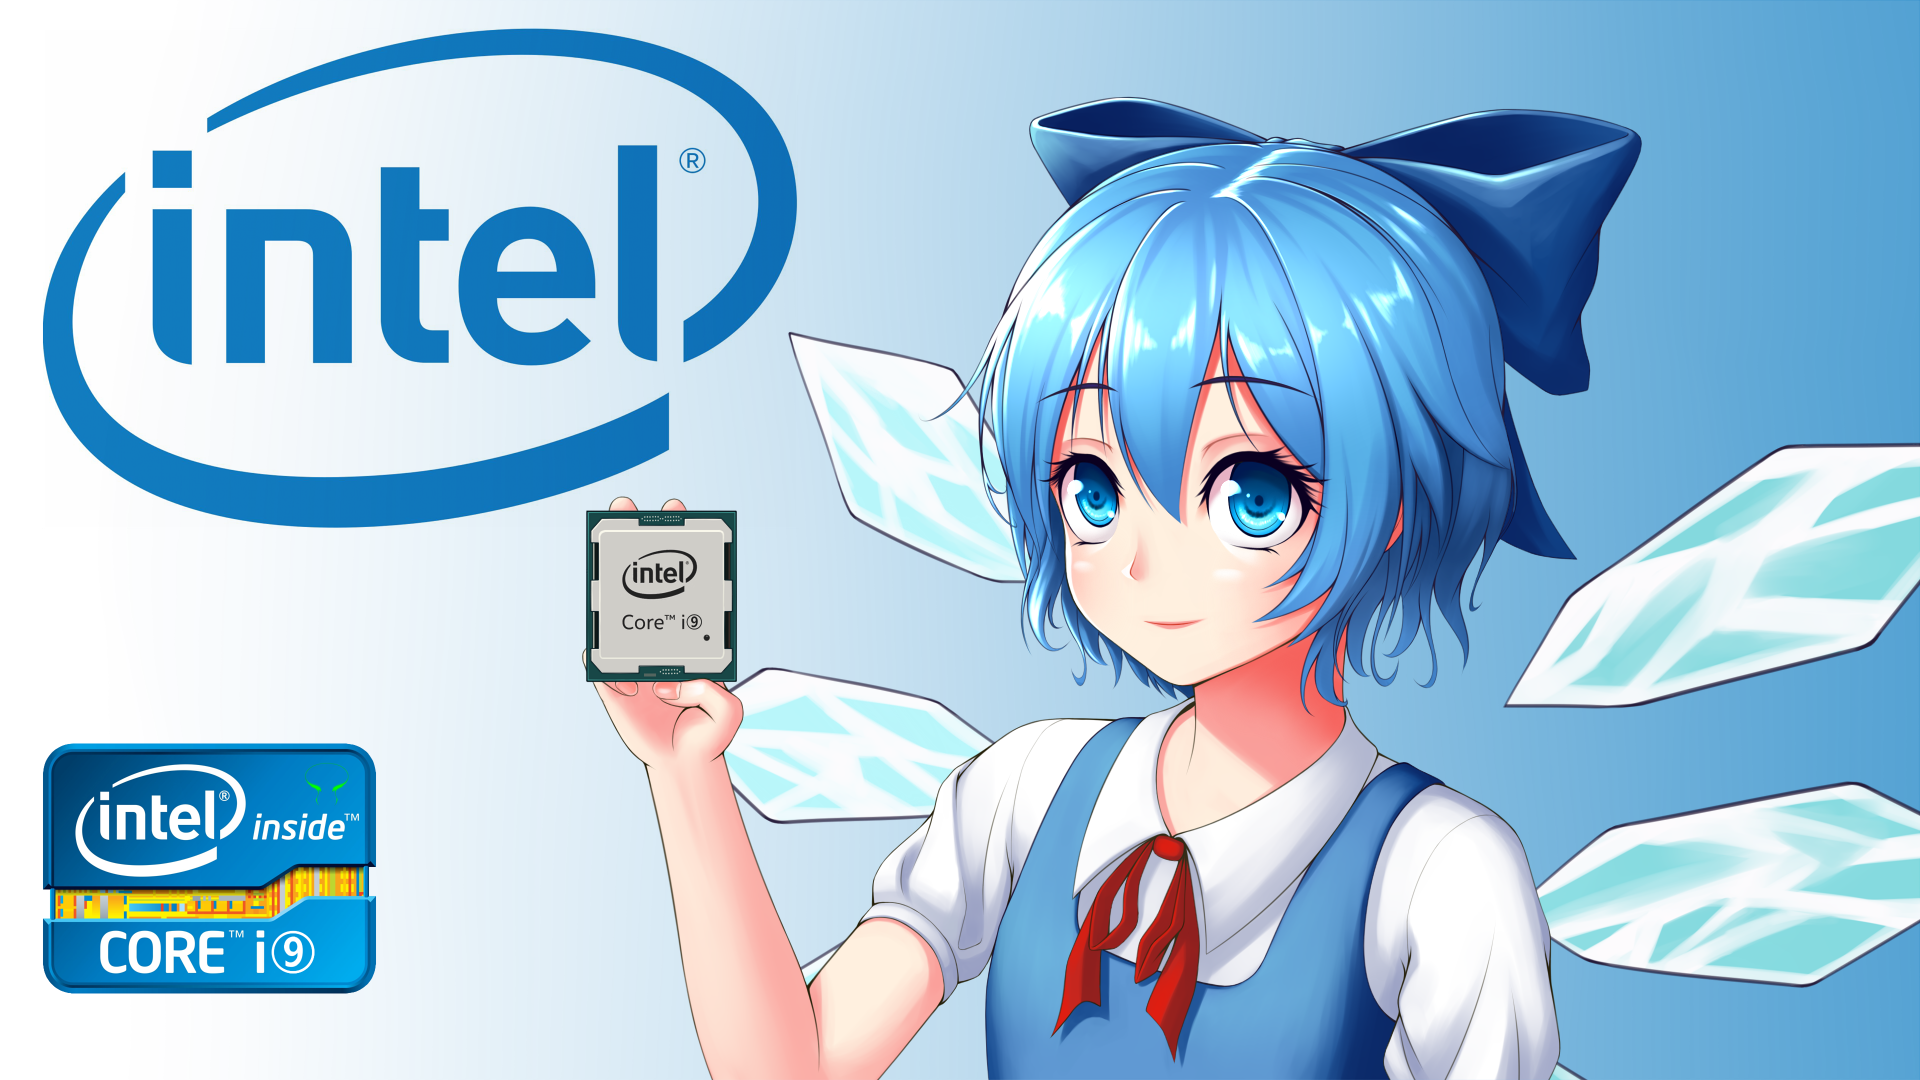 intel®
intel®
Core™ i⑨
intel® inside™
CORE™ i⑨